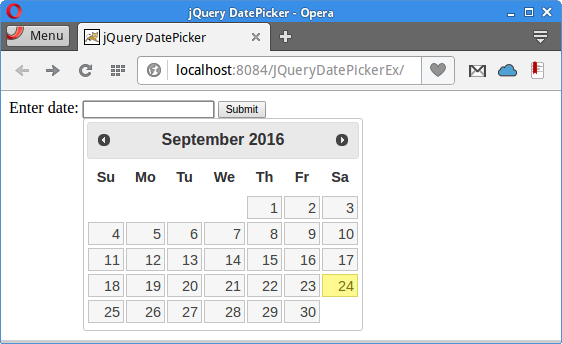 jQuery DatePicker - Opera
Menu jQuery DatePicker
localhost:8084/JQueryDatePickerEx/
Enter date: Submit
September 2016
Su Mo Tu We Th Fr Sa
1 2 3
4 5 6 7 8 9 10
11 12 13 14 15 16 17
18 19 20 21 22 23 24
25 26 27 28 29 30